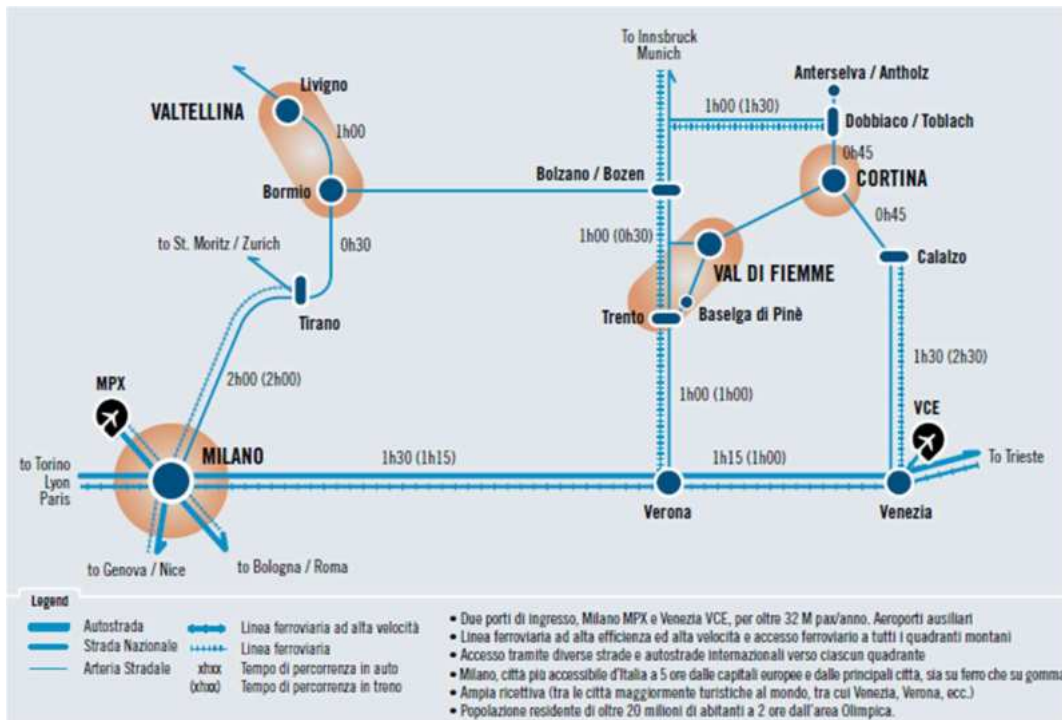 To Innsbruck
Munich
Anterselva / Antholz
Livigno
VALTELLINA
1h00
1h00 (1h30)
Dobbiaco / Toblach
0h45
Bolzano / Bozen
CORTINA
Bormio
0h45
0h30
1h00 (0h30)
to St. Moritz / Zurich
Calalzo
VAL DI FIEMME
Tirano
Trento
Baselga di Pinè
1h30 (2h30)
2h00 (2h00)
MPX
1h00 (1h00)
VCE
MILANO
to Torino
Lyon
Paris
1h30 (1h15)
1h15 (1h00)
To Trieste
Verona
Venezia
to Genova / Nice
to Bologna / Roma
Legend
Autostrada
Strada Nazionale
Arteria Stradale
Linea ferroviaria ad alta velocità
Linea ferroviaria
xhxx Tempo di percorrenza in auto
(xhxx) Tempo di percorrenza in treno
• Due porti di ingresso, Milano MPX e Venezia VCE, per oltre 32 M pax/anno. Aeroporti ausiliari
• Linea ferroviaria ad alta efficienza ed alta velocità e accesso ferroviario a tutti i quadranti montani
• Accesso tramite diverse strade e autostrade internazionali verso ciascun quadrante
• Milano, città più accessibile d'Italia a 5 ore dalle capitali europee e dalle principali città, sia su ferro che su gomma
• Ampia ricettiva (tra le città maggiormente turistiche al mondo, tra cui Venezia, Verona, ecc.)
• Popolazione residente di oltre 20 milioni di abitanti a 2 ore dall'area Olimpica.